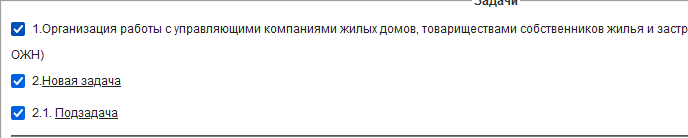 Задачи
1.Организация работы с управляющими компаниями жилых домов, товариществами собственников жилья и застр
ОЖН)
2.Новая задача
2.1. Подзадача